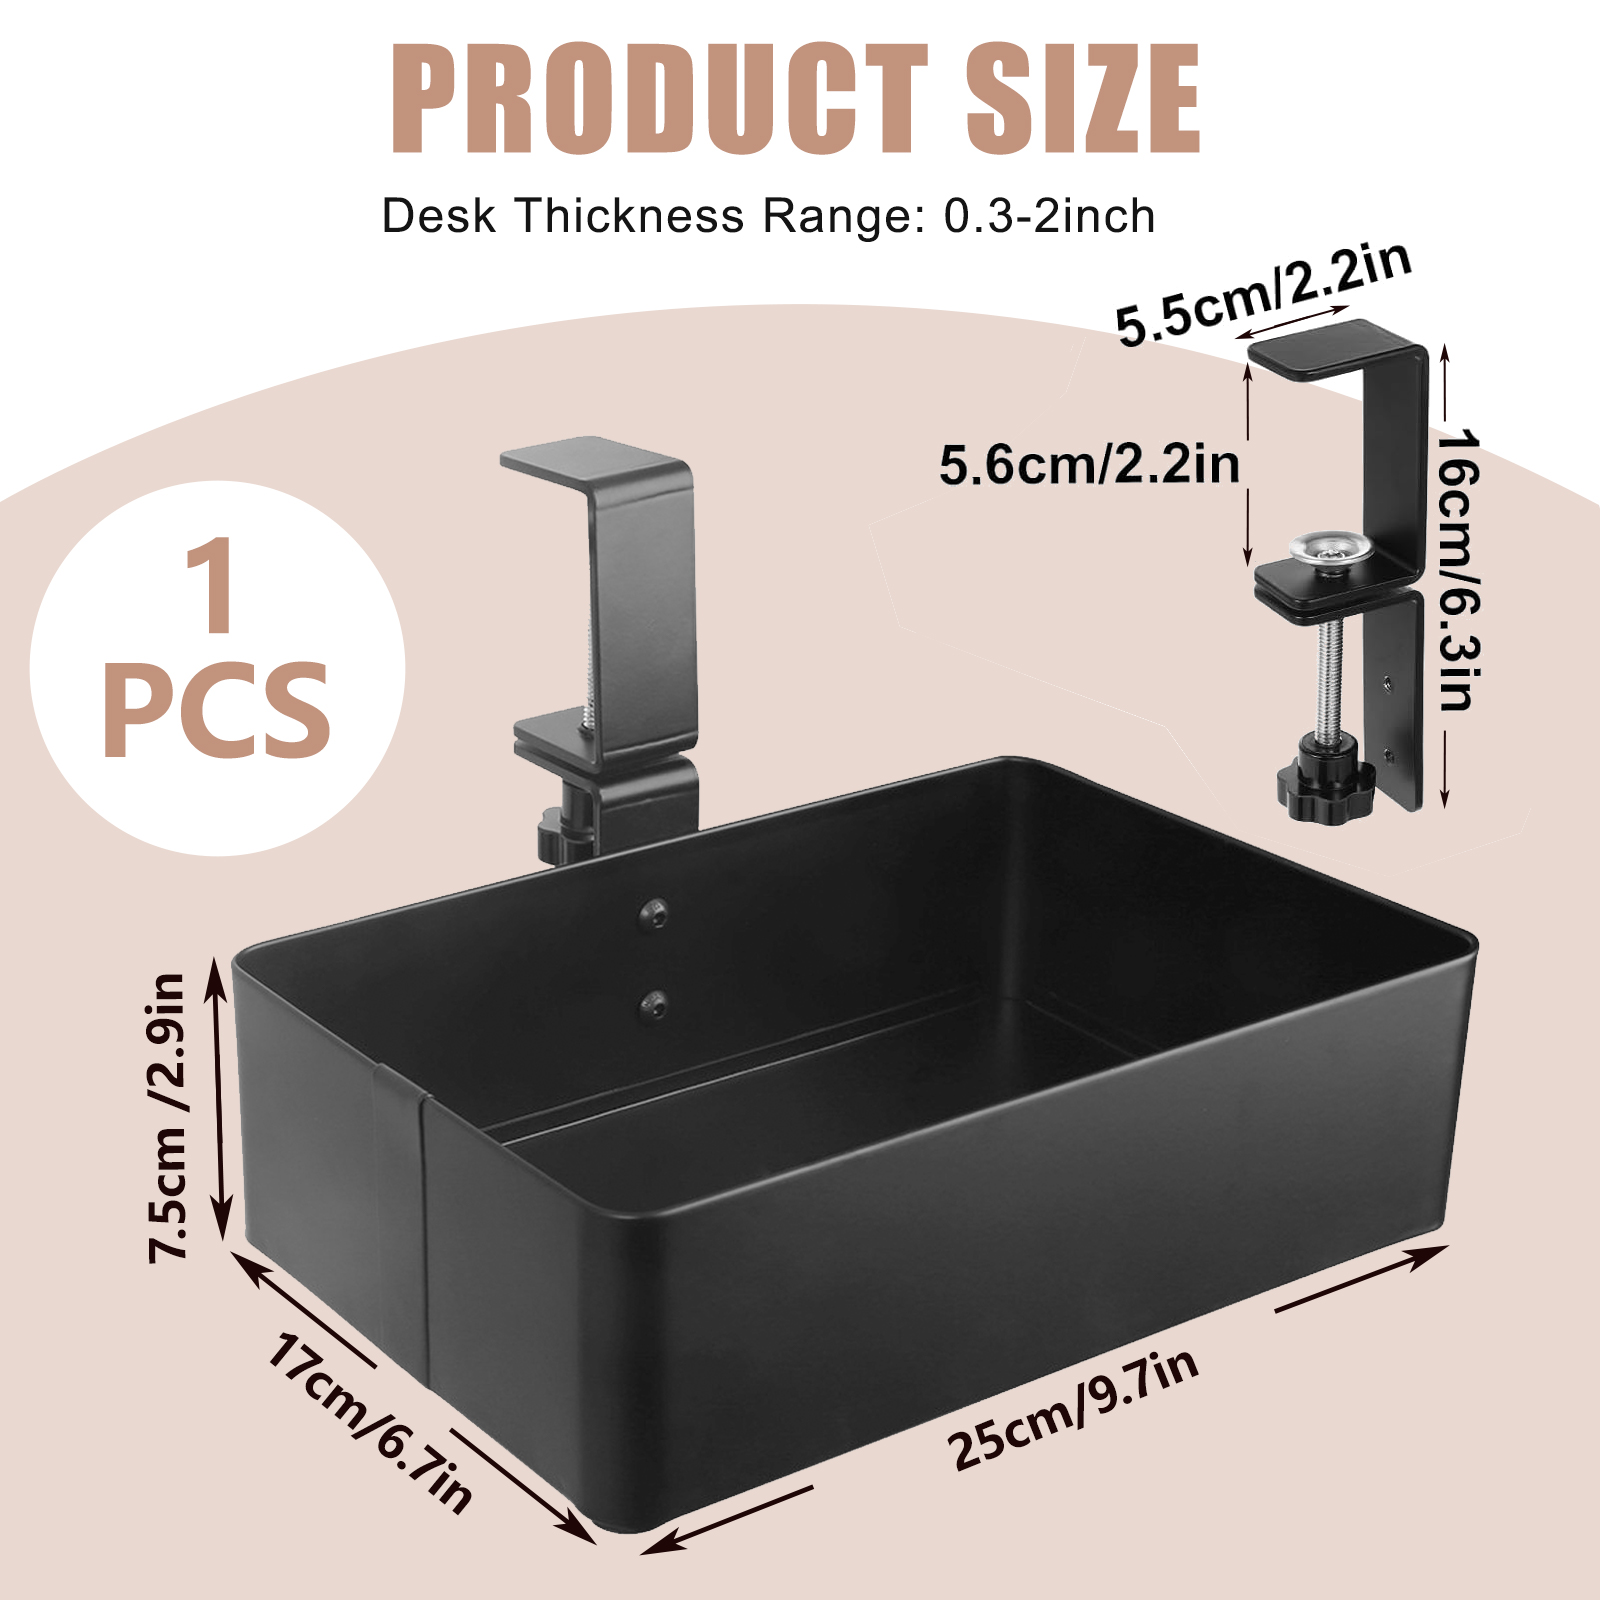 PRODUCT SIZE
Desk Thickness Range: 0.3-2inch
5.5cm/2.2in
5.6cm/2.2in
16cm/6.3in
1
PCS
7.5cm /2.9in
17cm/6.7in
25cm/9.7in